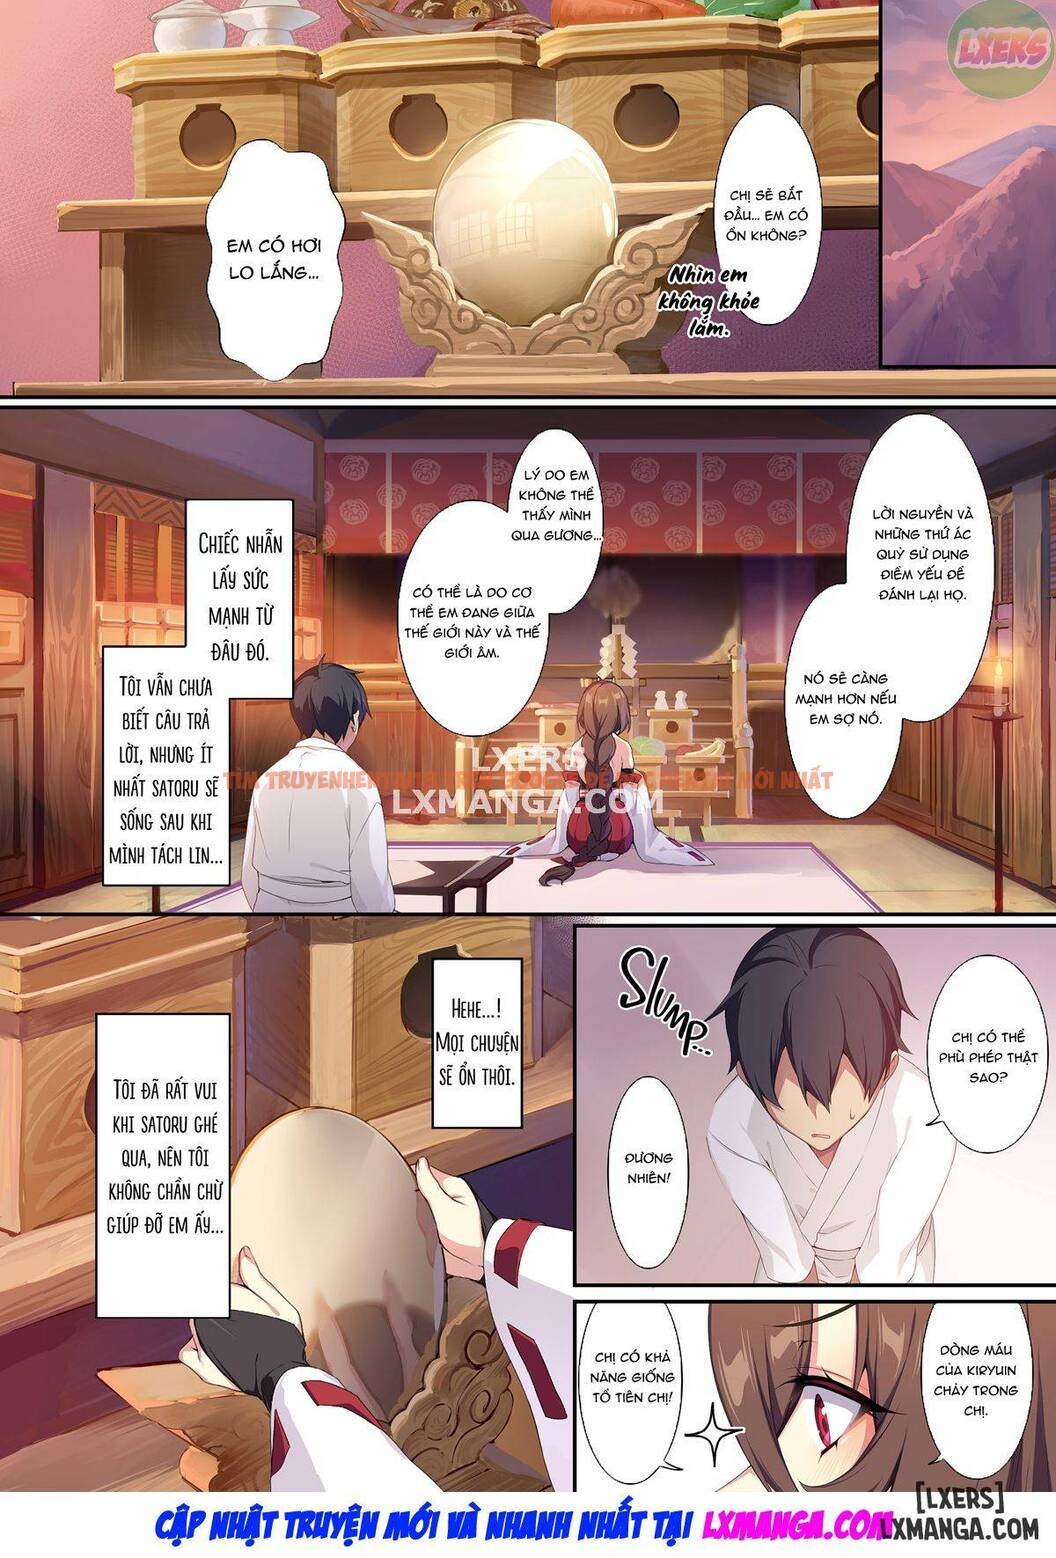 LXERS
CHỊ SẼ BẮT
ĐẦU... EM CÓ
ỔN KHÔNG?
Nhìn em
không khỏe
lắm.
EM CÓ HƠI
LO LẮNG...
LỜI NGUYỀN VÀ
NHỮNG THỨ ÁC
QUỶ SỬ DỤNG
ĐIỂM YẾU ĐỂ
ĐÁNH LẠI HỌ.
NÓ SẼ CÀNG
MẠNH HƠN NẾU
EM SỢ NÓ.
LÝ DO EM
KHÔNG THỂ
THẤY MÌNH
QUA GƯƠNG...
CÓ THỂ LÀ DO CƠ
THỂ EM ĐANG GIỮA
THẾ GIỚI NÀY VÀ THẾ
GIỚI ÂM.
CHIẾC NHẪN
LẤY SỨC
MẠNH TỪ
ĐÂU ĐÓ.
TÔI VẪN CHƯA
BIẾT CÂU TRẢ
LỜI, NHƯNG ÍT
NHẤT SATORU SẼ
SỐNG SAU KHI
MÌNH TÁCH LIN...
LXERS
LXMANGA.COM
CHỊ CÓ THỂ
PHÙ PHÉP THẬT
SAO?
Slump...
ĐƯƠNG
NHIÊN!
HEHE...!
MỌI CHUYỆN
SẼ ỔN THÔI.
TÔI ĐÃ RẤT VUI
KHI SATORU GHÉ
QUA, NÊN TÔI
KHÔNG CHẦN CHỪ
GIÚP ĐỠ EM ẤY...
DÒNG MÁU
CỦA KIRYUIN
CHẢY TRONG
CHỊ.
CHỊ CÓ KHẢ
NĂNG GIỐNG
TỔ TIÊN CHỊ!
[LXERS]
LXMANGA.COM
CẬP NHẬT TRUYỆN MỚI VÀ NHANH NHẤT TẠI LXMANGA.COM